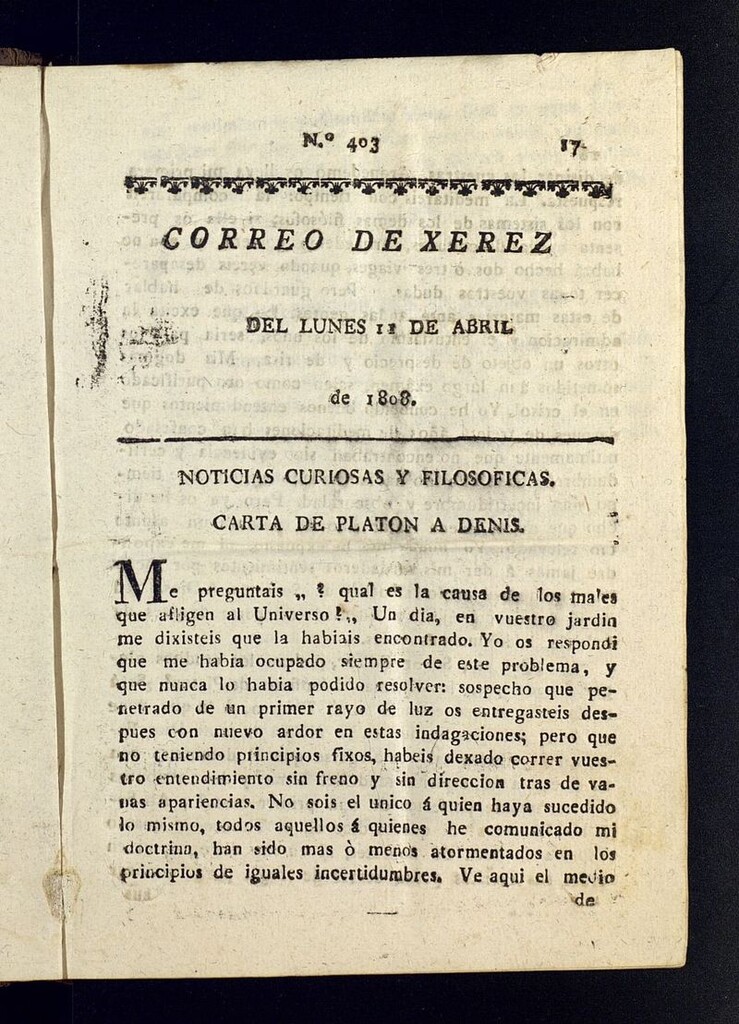 N.º 403 17
CORREO DE XEREZ
DEL LUNES 11 DE ABRIL
de 1808.
NOTICIAS CURIOSAS Y FILOSOFICAS.
CARTA DE PLATON A DENIS.
Me preguntais „ ? qual es la causa de los males
que afligen al Universo ?„ Un dia, en vuestro jardin
me dixisteis que la habiais encontrado. Yo os respondi
que me habia ocupado siempre de este problema, y
que nunca lo habia podido resolver: sospecho que pe-
netrado de un primer rayo de luz os entregasteis des-
pues con nuevo ardor en estas indagaciones; pero que
no teniendo principios fixos, habeis dexado correr vues-
tro entendimiento sin freno y sin direccion tras de va-
nas apariencias. No sois el unico á quien haya sucedido
lo mismo, todos aquellos á quienes he comunicado mi
doctrina, han sido mas ò menos atormentados en los
principios de iguales incertidumbres. Ve aqui el medio
de